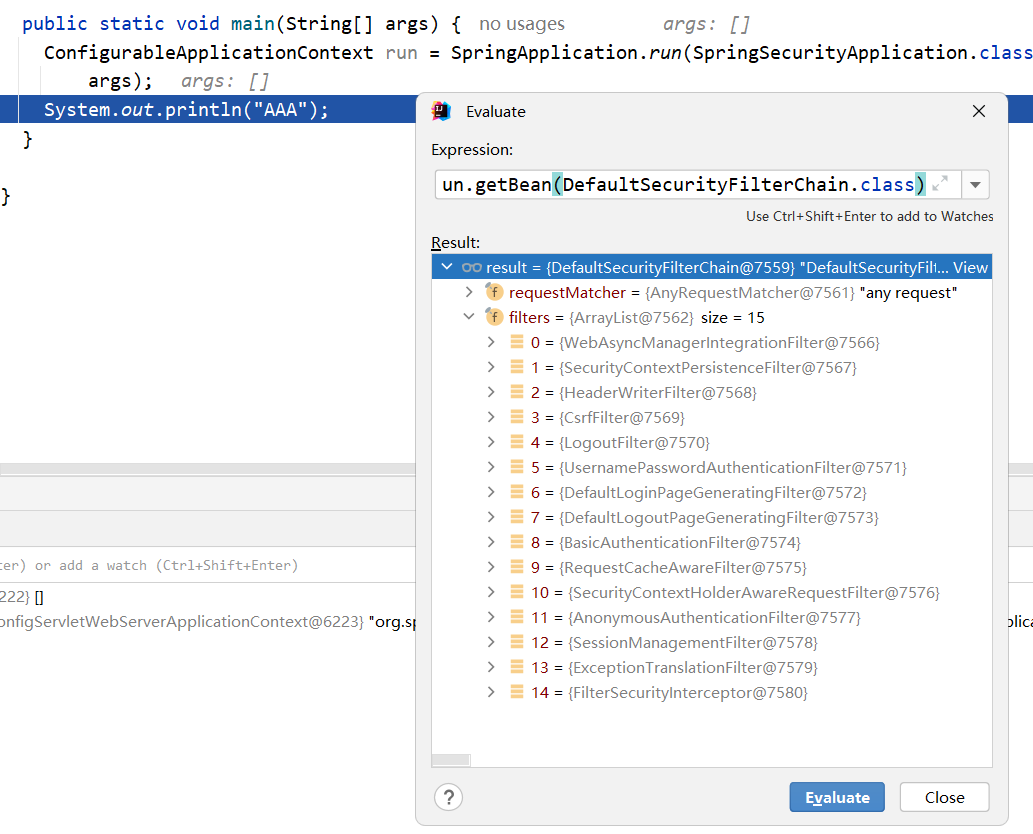 public static void main(String[] args) { no usages args: []
ConfigurableApplicationContext run = SpringApplication.run(SpringSecurityApplication.class
args); args: []
System.out.println("AAA");
}
}
Evaluate
Expression:
un.getBean(DefaultSecurityFilterChain.class)
Use Ctrl+Shift+Enter to add to Watches
Result:
result = {DefaultSecurityFilterChain@7559} "DefaultSecurityFilt... View
requestMatcher = {AnyRequestMatcher@7561} "any request"
filters = {ArrayList@7562} size = 15
0 = {WebAsyncManagerIntegrationFilter@7566}
1 = {SecurityContextPersistenceFilter@7567}
2 = {HeaderWriterFilter@7568}
3 = {CsrfFilter@7569}
4 = {LogoutFilter@7570}
5 = {UsernamePasswordAuthenticationFilter@7571}
6 = {DefaultLoginPageGeneratingFilter@7572}
7 = {DefaultLogoutPageGeneratingFilter@7573}
8 = {BasicAuthenticationFilter@7574}
9 = {RequestCacheAwareFilter@7575}
10 = {SecurityContextHolderAwareRequestFilter@7576}
11 = {AnonymousAuthenticationFilter@7577}
12 = {SessionManagementFilter@7578}
13 = {ExceptionTranslationFilter@7579}
14 = {FilterSecurityInterceptor@7580}
ter) or add a watch (Ctrl+Shift+Enter)
222} []
onfigServletWebServerApplicationContext@6223} "org.sp
plica
? Evaluate Close